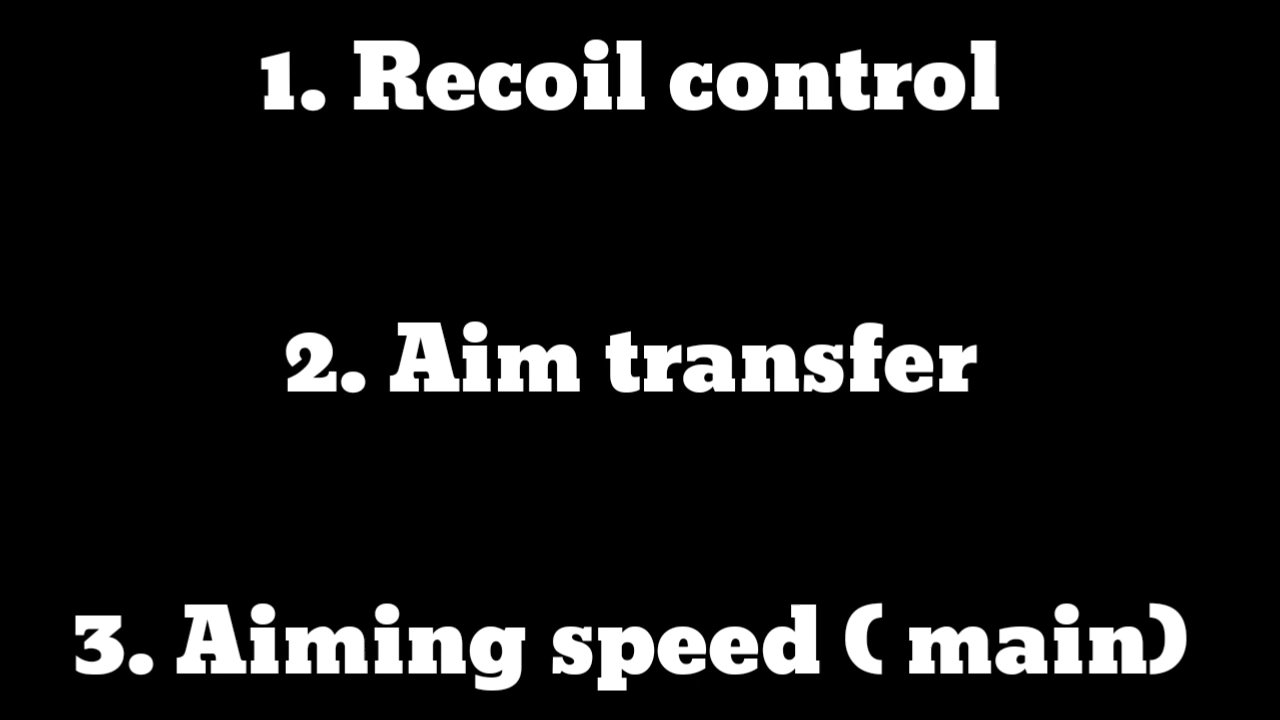 1. Recoil control
2. Aim transfer
3. Aiming speed ( main)